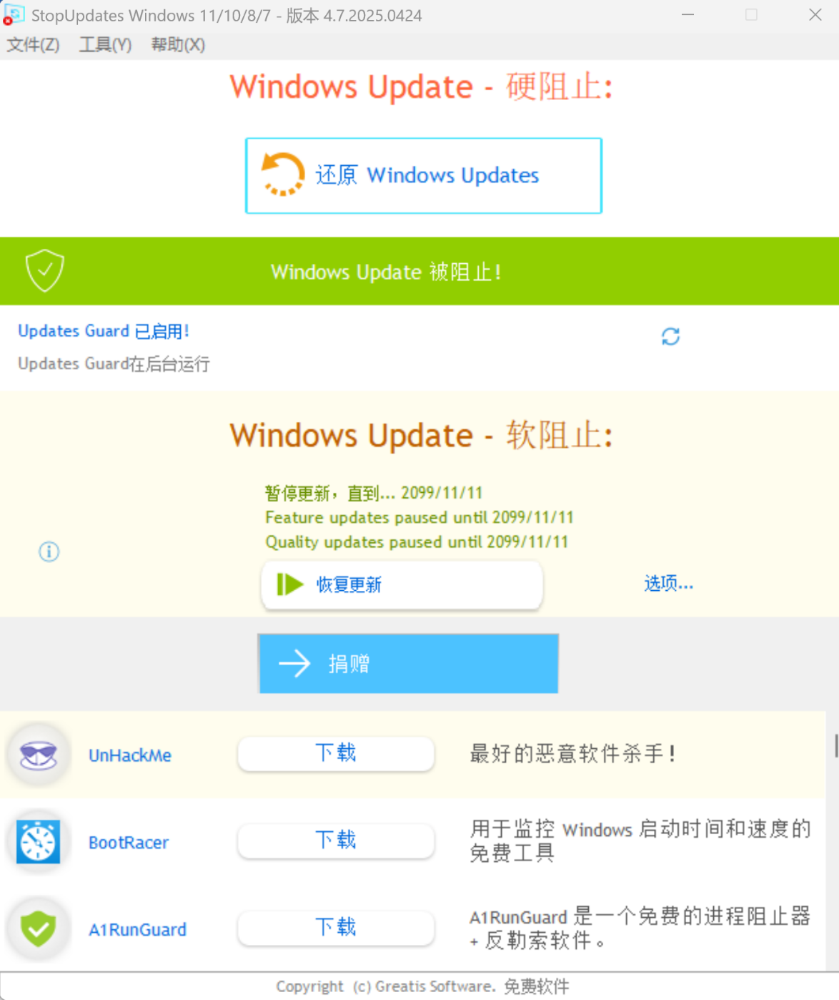 StopUpdates Windows 11/10/8/7 - 版本 4.7.2025.0424
文件(Z) 工具(Y) 帮助(X)
Windows Update - 硬阻止:
还原 Windows Updates
Windows Update 被阻止!
Updates Guard 已启用!
Updates Guard在后台运行
Windows Update - 软阻止:
暂停更新，直到... 2099/11/11
Feature updates paused until 2099/11/11
Quality updates paused until 2099/11/11
恢复更新
选项...
捐赠
UnHackMe 下载 最好的恶意软件杀手!
BootRacer 下载 用于监控 Windows 启动时间和速度的
免费工具
A1RunGuard 下载 A1RunGuard 是一个免费的进程阻止器
+ 反勒索软件。
Copyright (c) Greatis Software. 免费软件